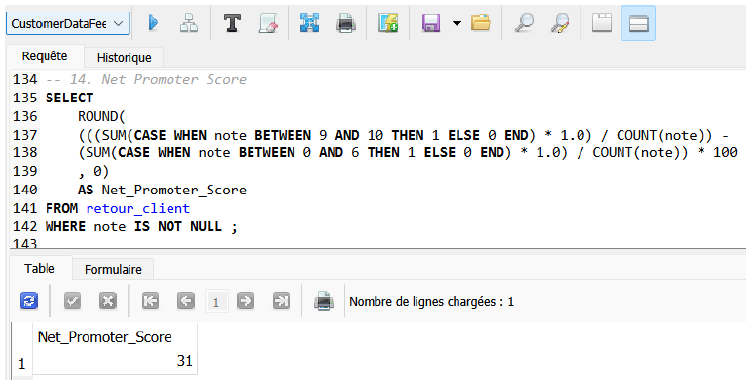 CustomerDataFee
Requête Historique
134 -- 14. Net Promoter Score
135 SELECT
136 ROUND(
137 (((SUM(CASE WHEN note BETWEEN 9 AND 10 THEN 1 ELSE 0 END) * 1.0) / COUNT(note)) -
138 (SUM(CASE WHEN note BETWEEN 0 AND 6 THEN 1 ELSE 0 END) * 1.0) / COUNT(note)) * 100
139 , 0)
140 AS Net_Promoter_Score
141 FROM retour_client
142 WHERE note IS NOT NULL ;
143
Table Formulaire
1 Nombre de lignes chargées : 1
Net_Promoter_Score
1 31